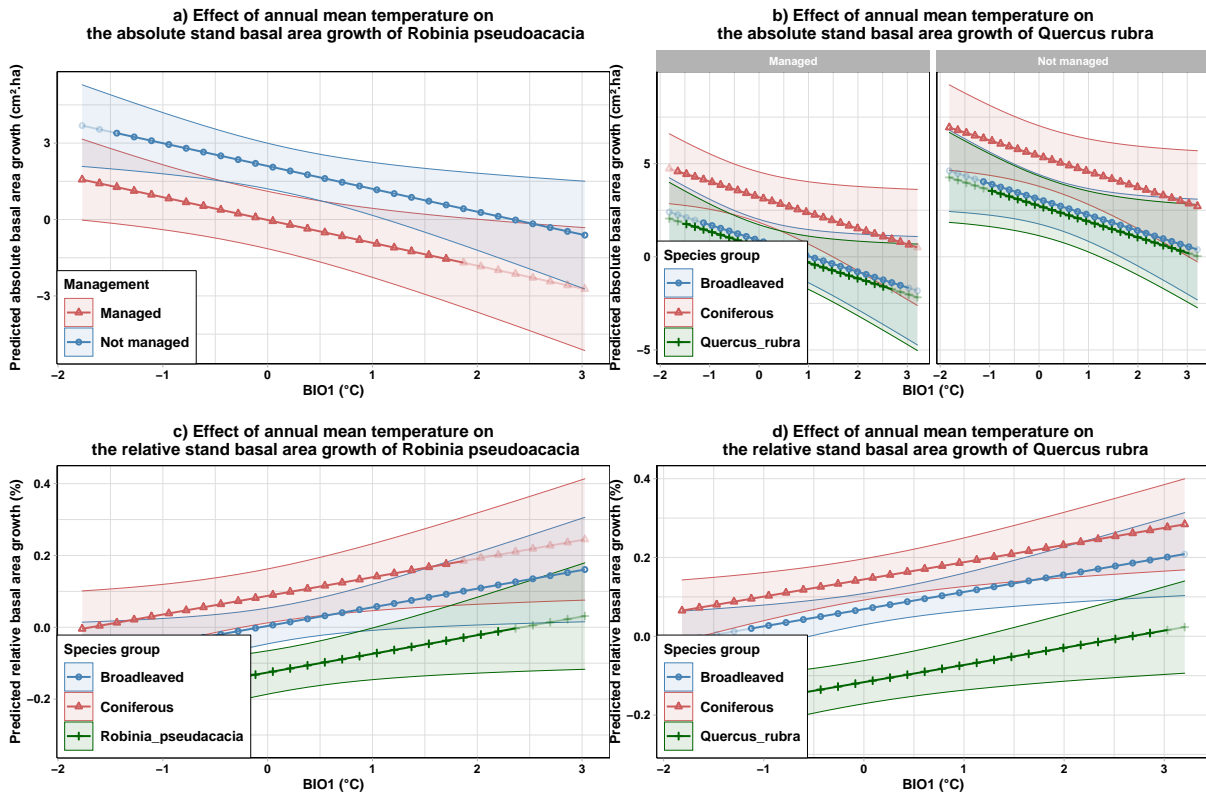 a) Effect of annual mean temperature on
the absolute stand basal area growth of Robinia pseudoacacia
Predicted absolute basal area growth (cm².ha)
3
0
−3
Management
Managed
Not managed
−2
−1
0
1
2
3
BIO1 (°C)
b) Effect of annual mean temperature on
the absolute stand basal area growth of Quercus rubra
Managed
Not managed
Predicted absolute basal area growth (cm².ha)
5
0
−5
Species group
Broadleaved
Coniferous
Quercus_rubra
−2
−1
0
1
2
3
−2
−1
0
1
2
3
BIO1 (°C)
c) Effect of annual mean temperature on
the relative stand basal area growth of Robinia pseudoacacia
Predicted relative basal area growth (%)
0.4
0.2
0.0
−0.2
Species group
Broadleaved
Coniferous
Robinia_pseudacacia
−2
−1
0
1
2
3
BIO1 (°C)
d) Effect of annual mean temperature on
the relative stand basal area growth of Quercus rubra
Predicted relative basal area growth (%)
0.4
0.2
0.0
−0.2
Species group
Broadleaved
Coniferous
Quercus_rubra
−2
−1
0
1
2
3
BIO1 (°C)